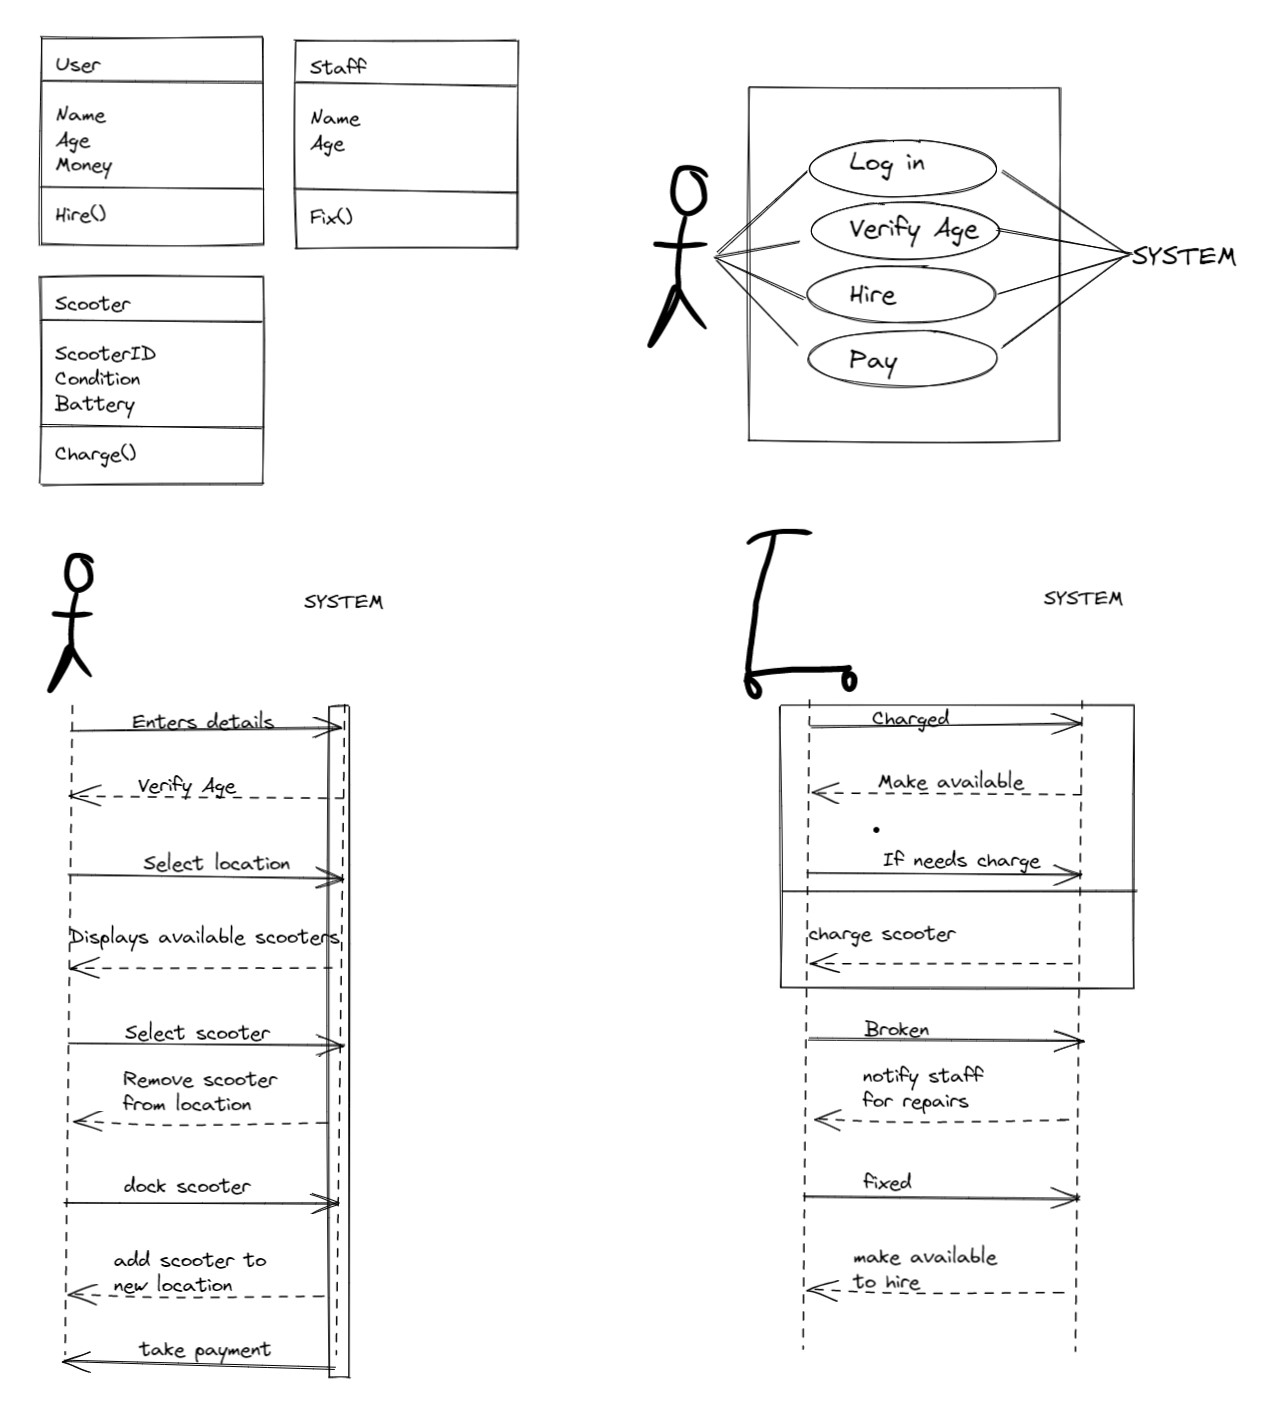 User
Name
Age
Money
Hire()
Staff
Name
Age
Fix()
Scooter
ScooterID
Condition
Battery
Charge()
Log in
Verify Age
Hire
Pay
SYSTEM
SYSTEM
Enters details
Verify Age
Select location
Displays available scooters
Select scooter
Remove scooter
from location
dock scooter
add scooter to
new location
take payment
SYSTEM
Charged
Make available
If needs charge
charge scooter
Broken
notify staff
for repairs
fixed
make available
to hire